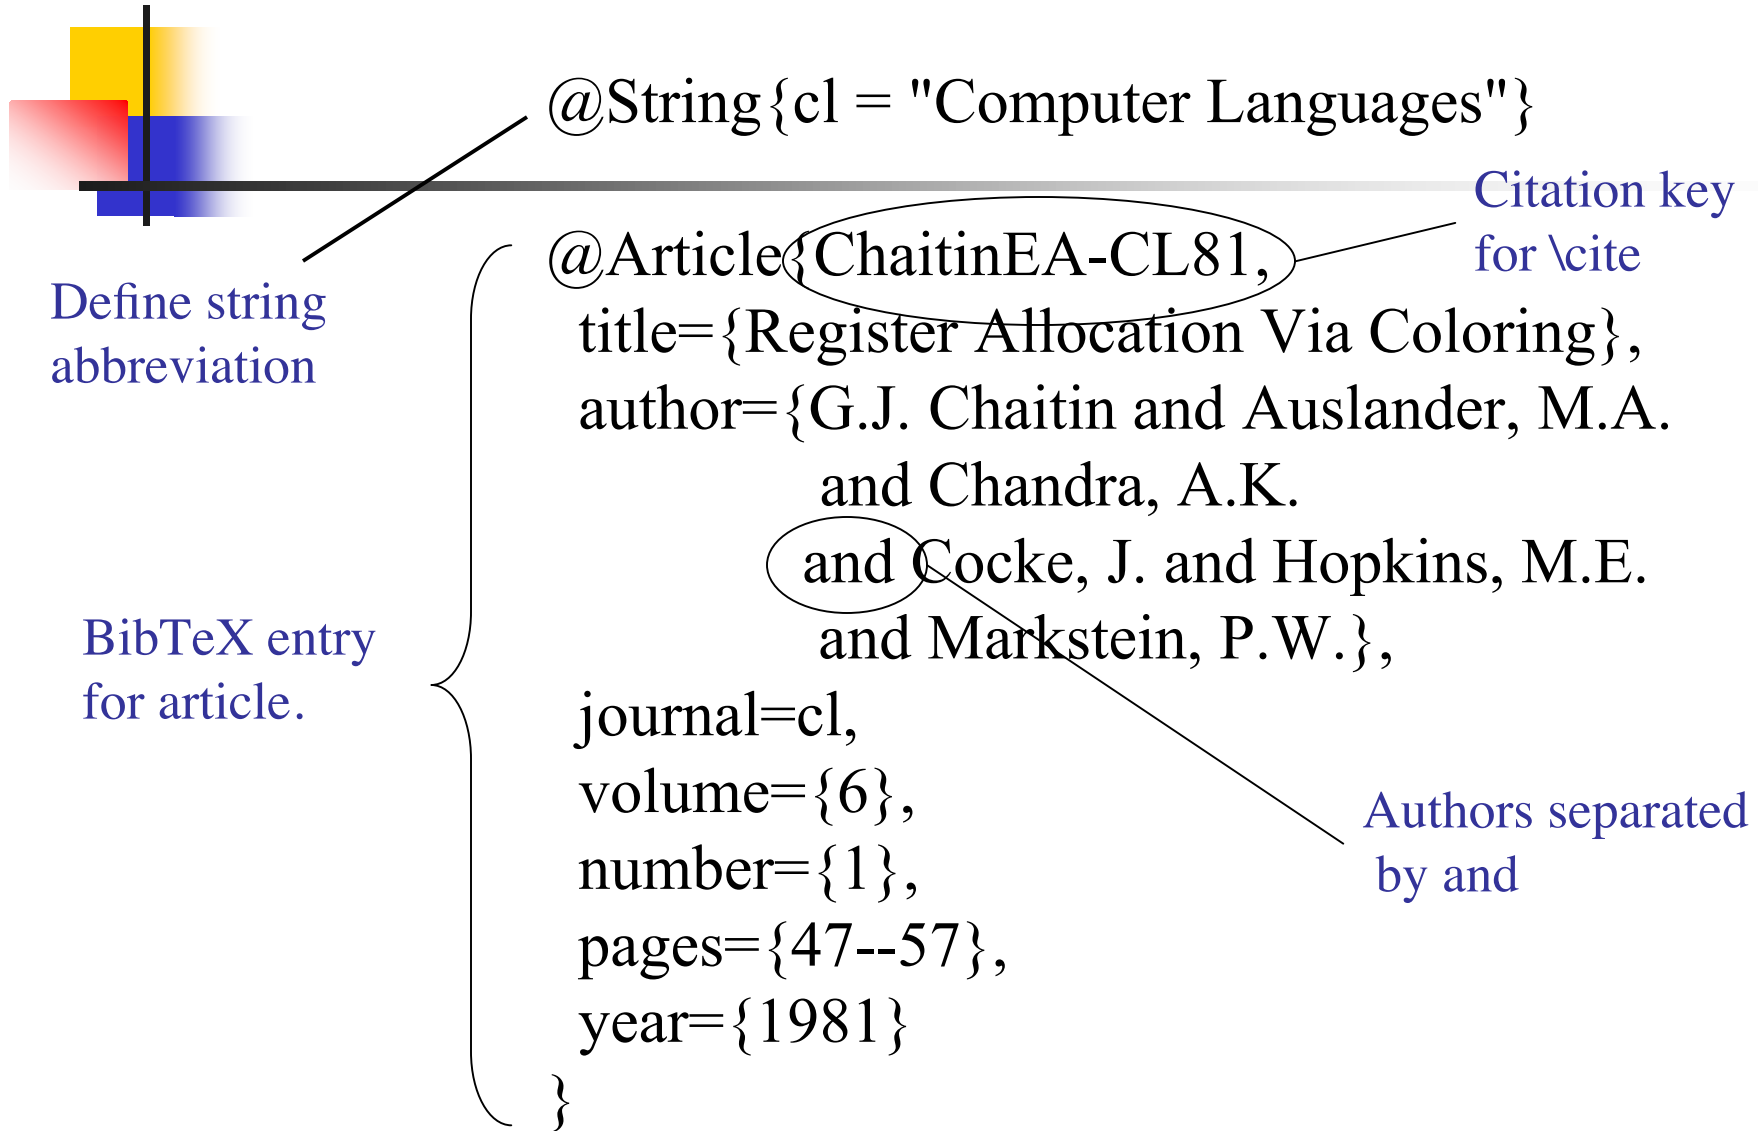 @String{cl = "Computer Languages"}
Citation key
for \cite
@Article{ChaitinEA-CL81,
Define string
abbreviation
title={Register Allocation Via Coloring},
author={G.J. Chaitin and Auslander, M.A.
and Chandra, A.K.
and Cocke, J. and Hopkins, M.E.
and Markstein, P.W.},
BibTeX entry
for article.
journal=cl,
volume={6},
number={1},
pages={47--57},
year={1981}
}
Authors separated
by and